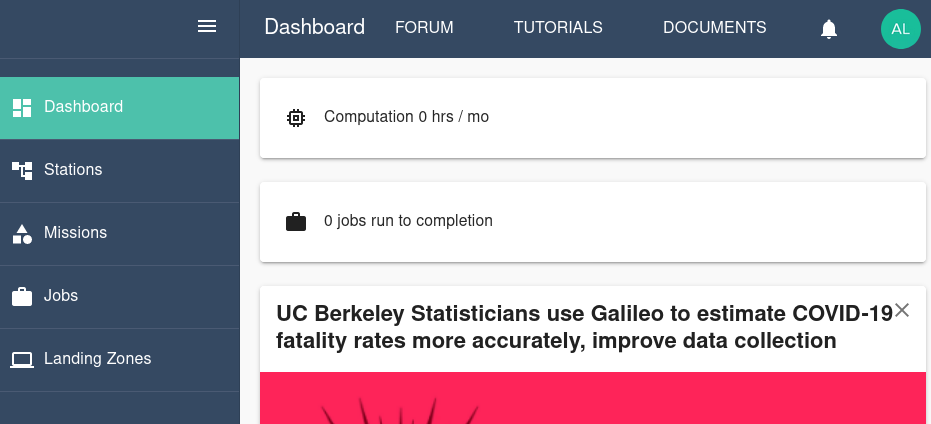 Dashboard FORUM TUTORIALS DOCUMENTS AL
Dashboard
Stations
Missions
Jobs
Landing Zones
Computation 0 hrs / mo
0 jobs run to completion
UC Berkeley Statisticians use Galileo to estimate COVID-19
fatality rates more accurately, improve data collection